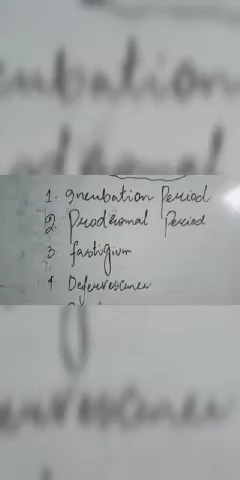 1. Incubation Period
2. Prodromal Period
3. fastigium
4. Defervescence